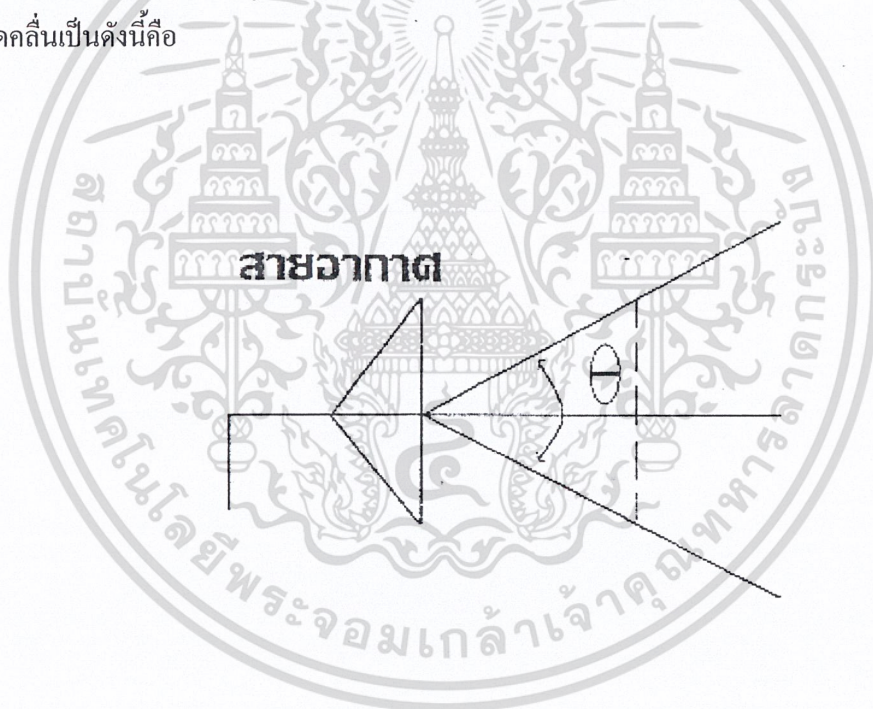 ดคลื่นเป็นดังนี้คือ
สายอากาศ
θ
สถาบันเทคโนโลยีพระจอมเกล้าเจ้าคุณทหารลาดกระบัง